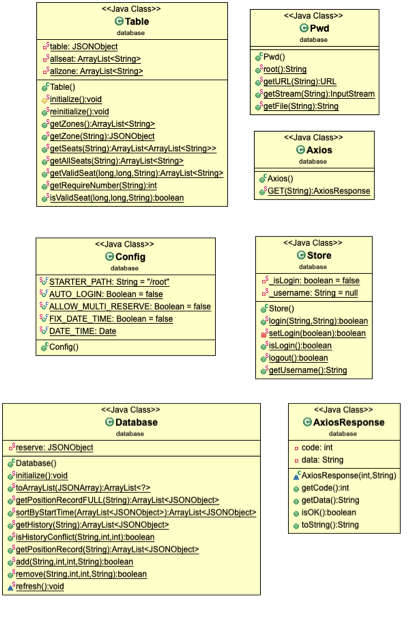 <<Java Class>>
Table
database
table: JSONObject
allseat: ArrayList<String>
allzone: ArrayList<String>
Table()
initialize():void
reinitialize():void
getZones():ArrayList<String>
getZone(String):JSONObject
getSeats(String):ArrayList<ArrayList<String>>
getAllSeats(String):ArrayList<String>
getValidSeat(long,long,String):ArrayList<String>
getRequireNumber(String):int
isValidSeat(long,long,String):boolean
<<Java Class>>
Pwd
database
Pwd()
root():String
getURL(String):URL
getStream(String):InputStream
getFile(String):String
<<Java Class>>
Axios
database
Axios()
GET(String):AxiosResponse
<<Java Class>>
Config
database
STARTER_PATH: String = "/root"
AUTO_LOGIN: Boolean = false
ALLOW_MULTI_RESERVE: Boolean = false
FIX_DATE_TIME: Boolean = false
DATE_TIME: Date
Config()
<<Java Class>>
Store
database
_isLogin: boolean = false
_username: String = null
Store()
login(String,String):boolean
setLogin(boolean):boolean
isLogin():boolean
logout():boolean
getUsername():String
<<Java Class>>
Database
database
reserve: JSONObject
Database()
initialize():void
toArrayList(JSONArray):ArrayList<?>
getPositionRecordFULL(String):ArrayList<JSONObject>
sortByStartTime(ArrayList<JSONObject>):ArrayList<JSONObject>
getHistory(String):ArrayList<JSONObject>
isHistoryConflict(String,int,int):boolean
getPositionRecord(String):ArrayList<JSONObject>
add(String,int,int,String):boolean
remove(String,int,int,String):boolean
refresh():void
<<Java Class>>
AxiosResponse
database
code: int
data: String
AxiosResponse(int,String)
getCode():int
getData():String
isOK():boolean
toString():String